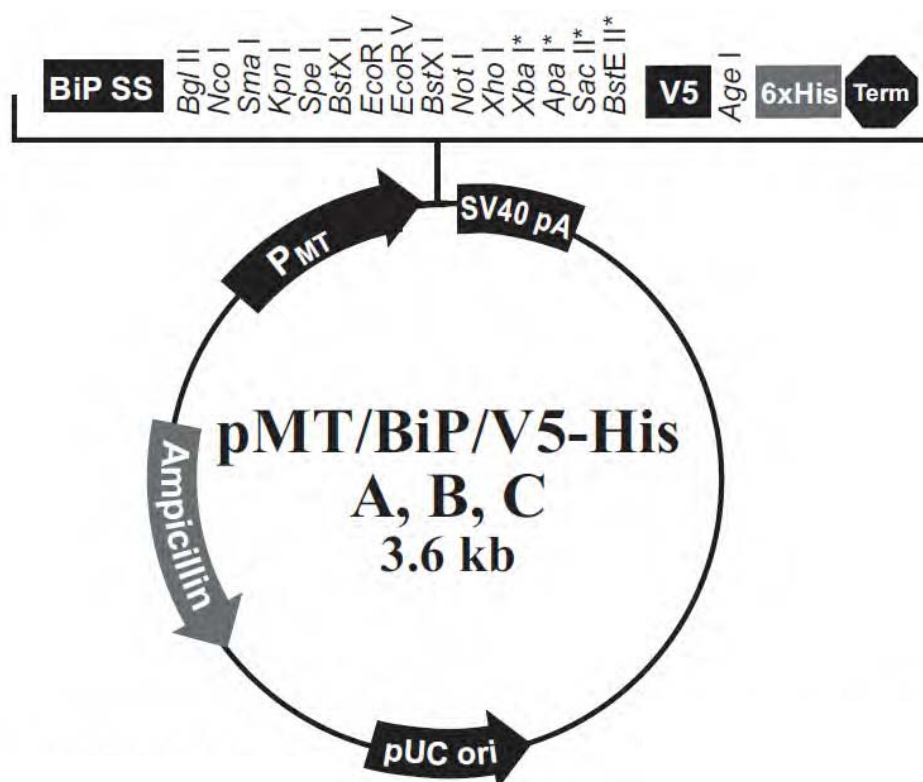 BiP SS
Bgl II
Nco I
Sma I
Kpn I
Spe I
BstX I
EcoR I
EcoR V
BstX I
Not I
Xho I
Xba I*
Apa I*
Sac II*
BstE II*
V5
Age I
6xHis
Term
PMT
SV40 pA
pMT/BiP/V5-His
A, B, C
3.6 kb
Ampicillin
pUC ori